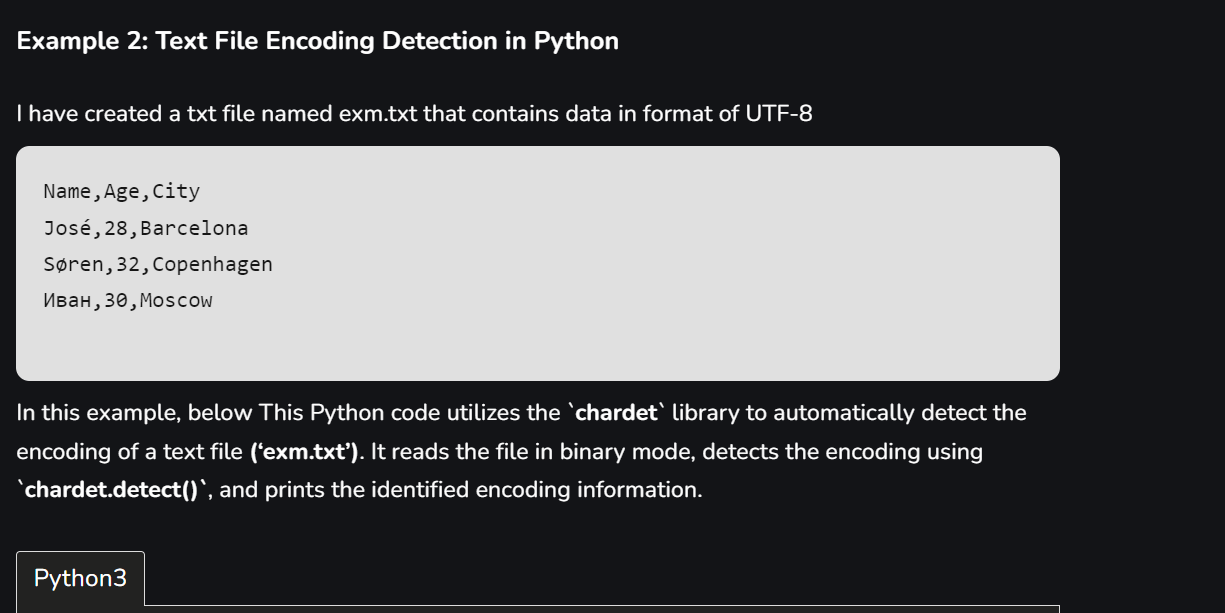 Example 2: Text File Encoding Detection in Python
I have created a txt file named exm.txt that contains data in format of UTF-8
Name,Age,City
José,28,Barcelona
Søren,32,Copenhagen
Иван,30,Moscow
In this example, below This Python code utilizes the `chardet` library to automatically detect the
encoding of a text file (‘exm.txt’). It reads the file in binary mode, detects the encoding using
`chardet.detect()`, and prints the identified encoding information.
Python3